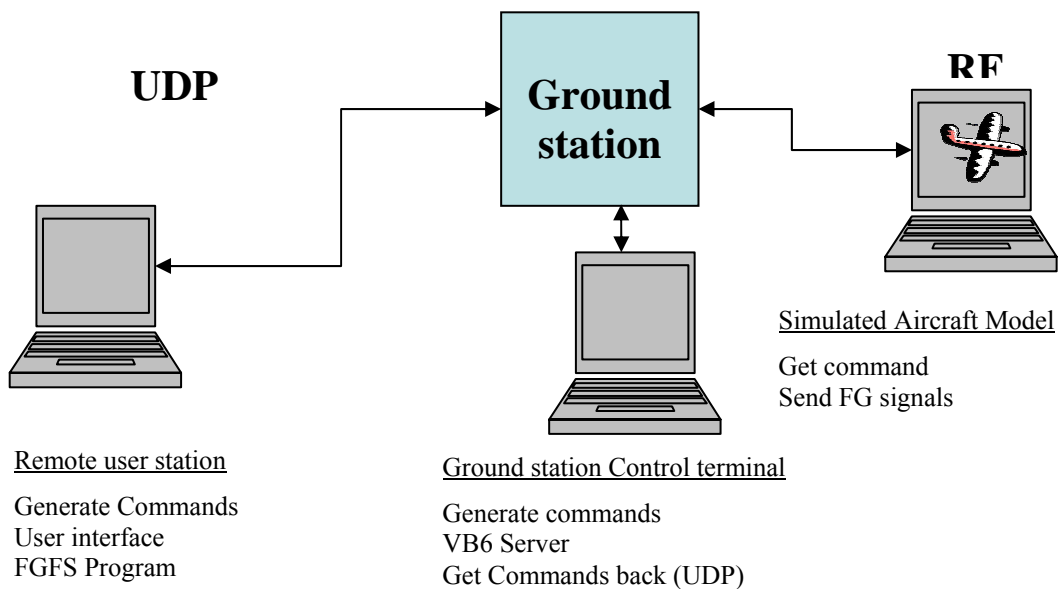 UDP
Ground
station
RF
Simulated Aircraft Model
Get command
Send FG signals
Remote user station
Generate Commands
User interface
FGFS Program
Ground station Control terminal
Generate commands
VB6 Server
Get Commands back (UDP)